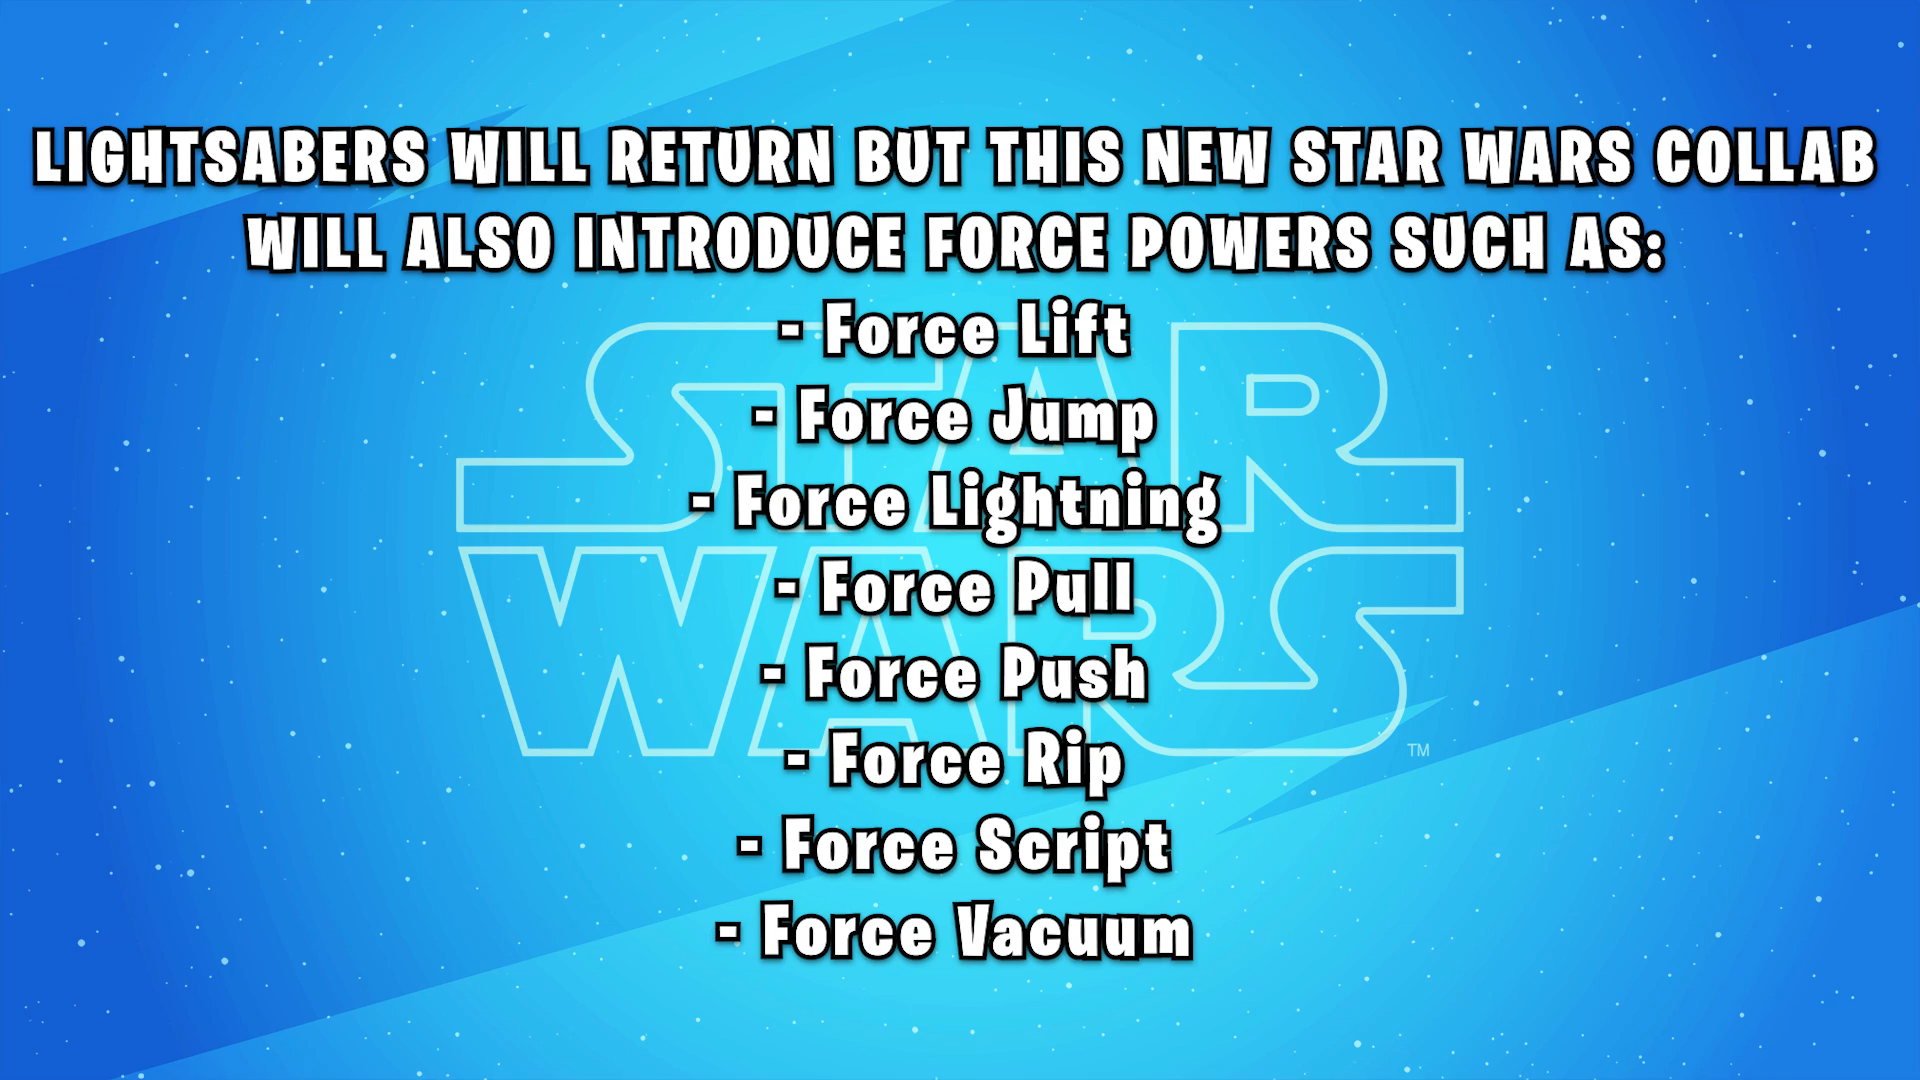 LIGHTSABERS WILL RETURN BUT THIS NEW STAR WARS COLLAB
WILL ALSO INTRODUCE FORCE POWERS SUCH AS:
- Force Lift
- Force Jump
- Force Lightning
- Force Pull
- Force Push
- Force Rip
- Force Script
- Force Vacuum
STAR
WARS
TM